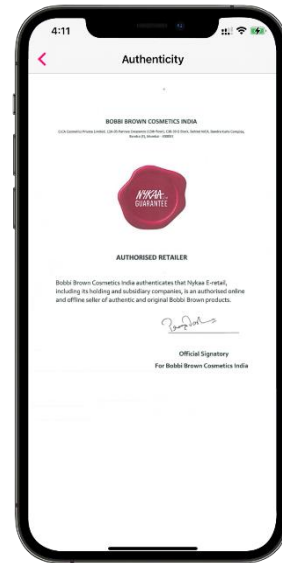 4:11
Authenticity
BOBBI BROWN COSMETICS INDIA
NYKAA
GUARANTEE
AUTHORISED RETAILER
Bobbi Brown Cosmetics India authenticates that Nykaa E-retail,
including its holding and subsidiary companies, is an authorised online
and offline seller of authentic and original Bobbi Brown products.
Official Signatory
For Bobbi Brown Cosmetics India